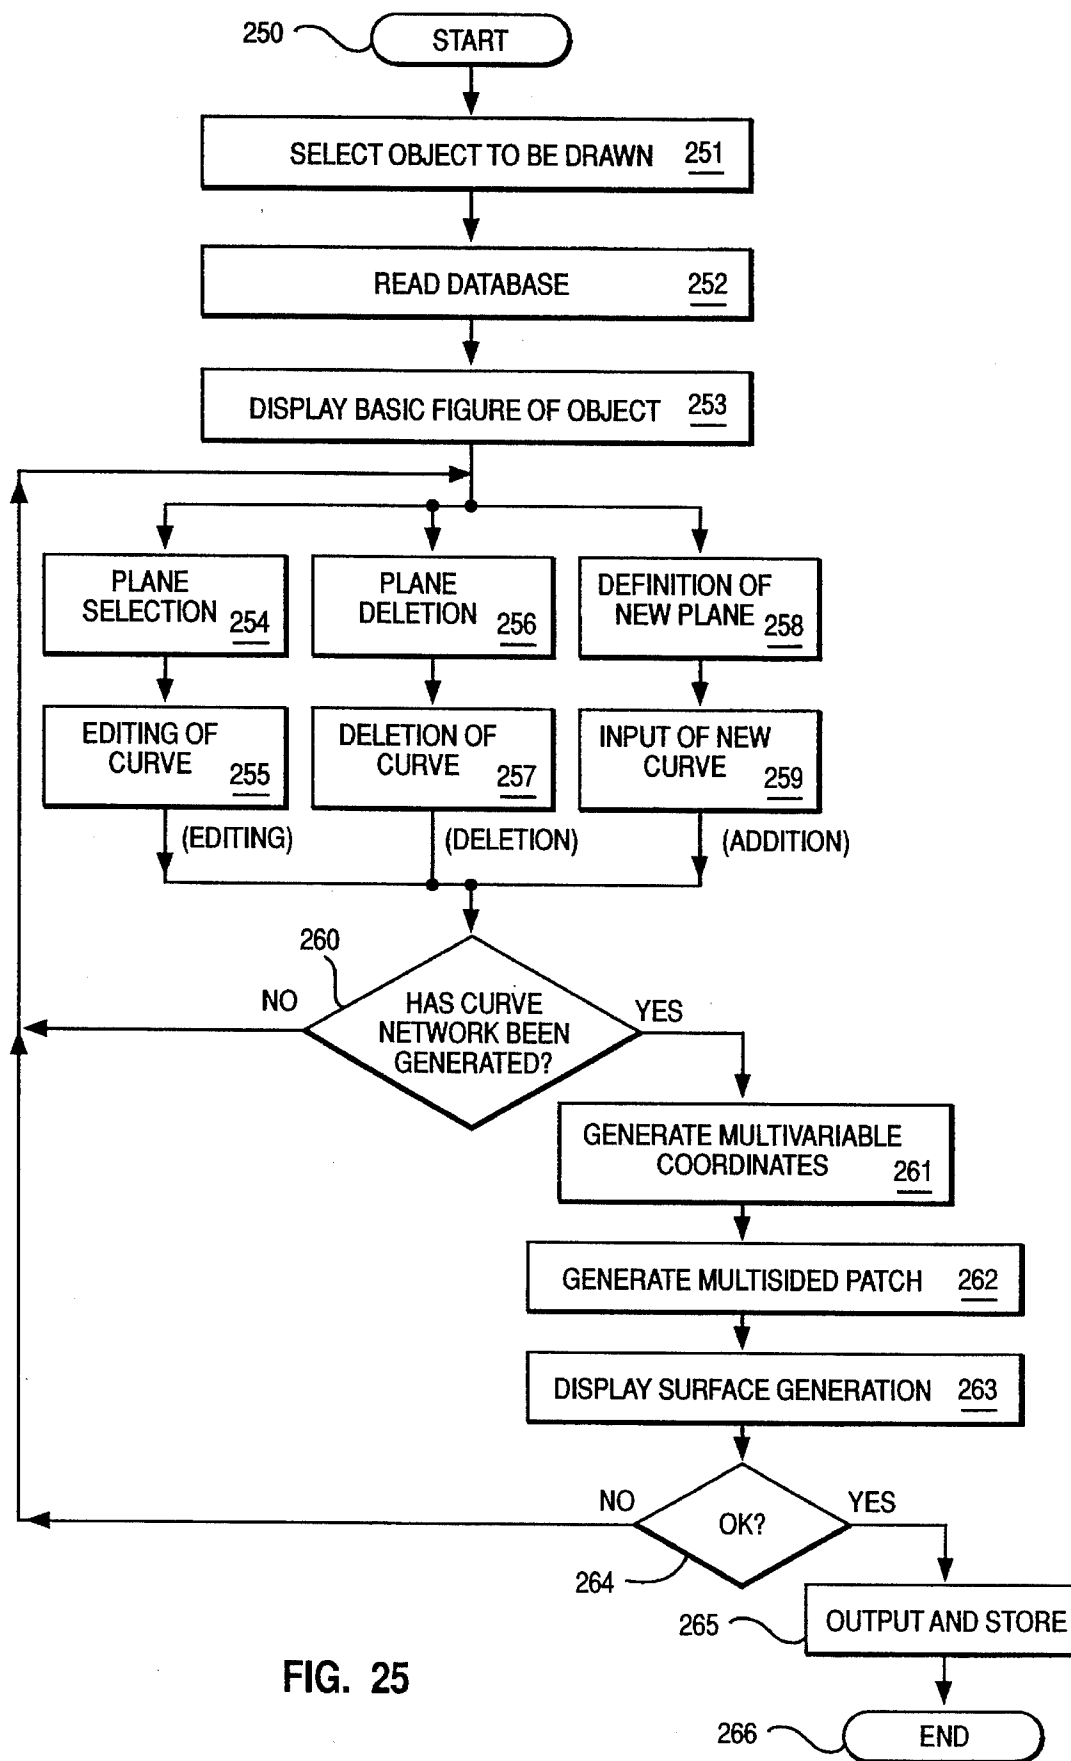 250 START
SELECT OBJECT TO BE DRAWN 251
READ DATABASE 252
DISPLAY BASIC FIGURE OF OBJECT 253
PLANE
SELECTION 254
PLANE
DELETION 256
DEFINITION OF
NEW PLANE 258
EDITING OF
CURVE 255
DELETION OF
CURVE 257
INPUT OF NEW
CURVE 259
(EDITING)
(DELETION)
(ADDITION)
260
NO
HAS CURVE
NETWORK BEEN
GENERATED?
YES
GENERATE MULTIVARIABLE
COORDINATES 261
GENERATE MULTISIDED PATCH 262
DISPLAY SURFACE GENERATION 263
NO
OK?
YES
264
265 OUTPUT AND STORE
FIG. 25
266 END